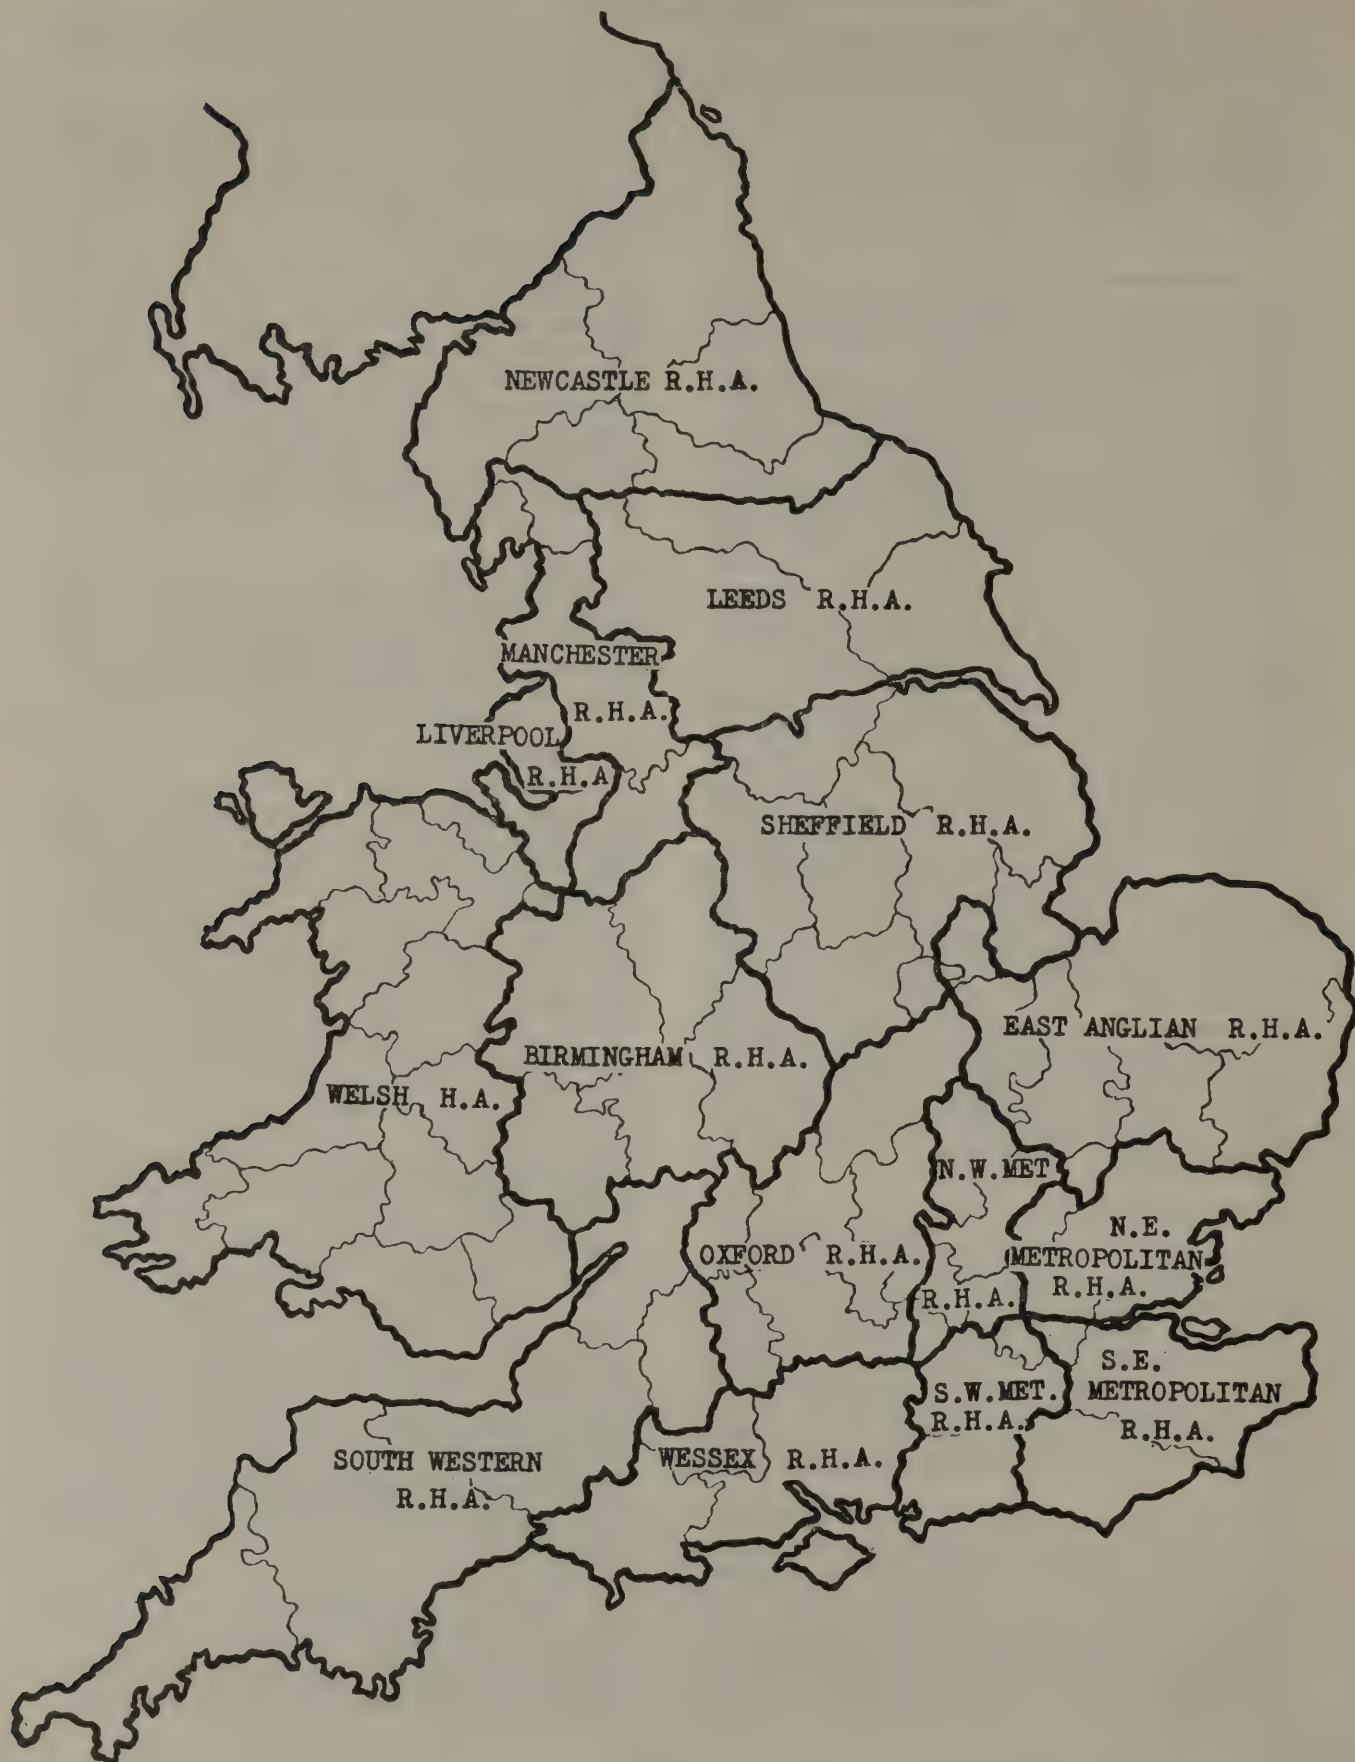 NEWCASTLE R.H.A.
LEEDS R.H.A.
MANCHESTER
R.H.A.
LIVERPOOL
R.H.A
SHEFFIELD R.H.A.
EAST ANGLIAN R.H.A.
BIRMINGHAM R.H.A.
WELSH H.A.
N.W.MET
R.H.A.
N.E.
METROPOLITAN
R.H.A.
OXFORD R.H.A.
S.E.
METROPOLITAN
R.H.A.
S.W.MET.
R.H.A.
SOUTH WESTERN
R.H.A.
WESSEX R.H.A.